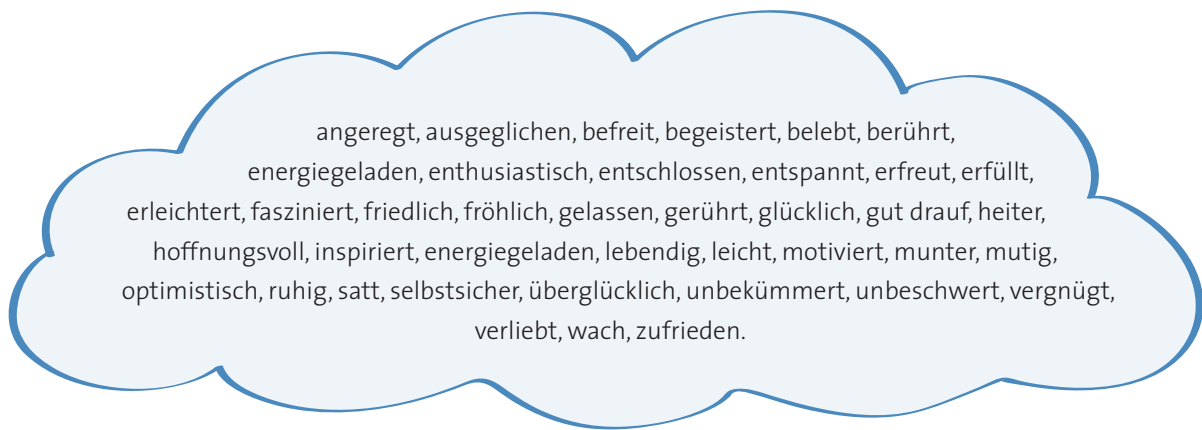 angeregt, ausgeglichen, befreit, begeistert, belebt, berührt,
energiegeladen, enthusiastisch, entschlossen, entspannt, erfreut, erfüllt,
erleichtert, fasziniert, friedlich, fröhlich, gelassen, gerührt, glücklich, gut drauf, heiter,
hoffnungsvoll, inspiriert, energiegeladen, lebendig, leicht, motiviert, munter, mutig,
optimistisch, ruhig, satt, selbstsicher, überglücklich, unbekümmert, unbeschwert, vergnügt,
verliebt, wach, zufrieden.